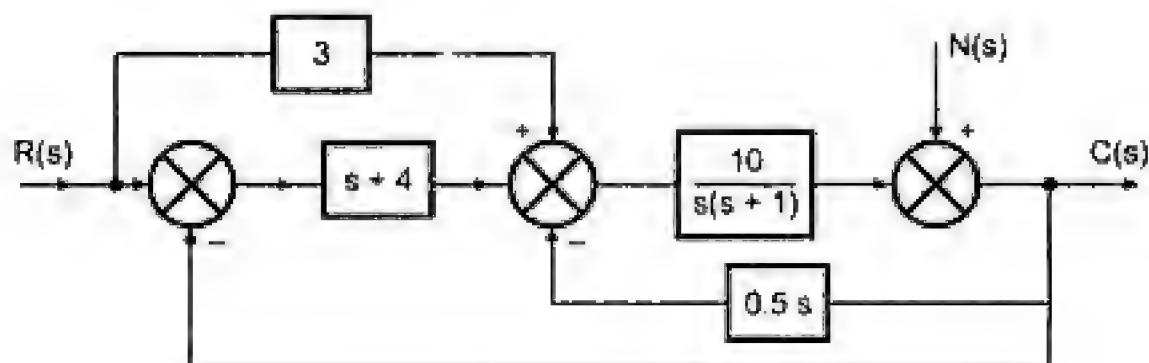 3
N(s)
+
+
R(s)
s + 4
10
s(s + 1)
C(s)
−
−
0.5 s